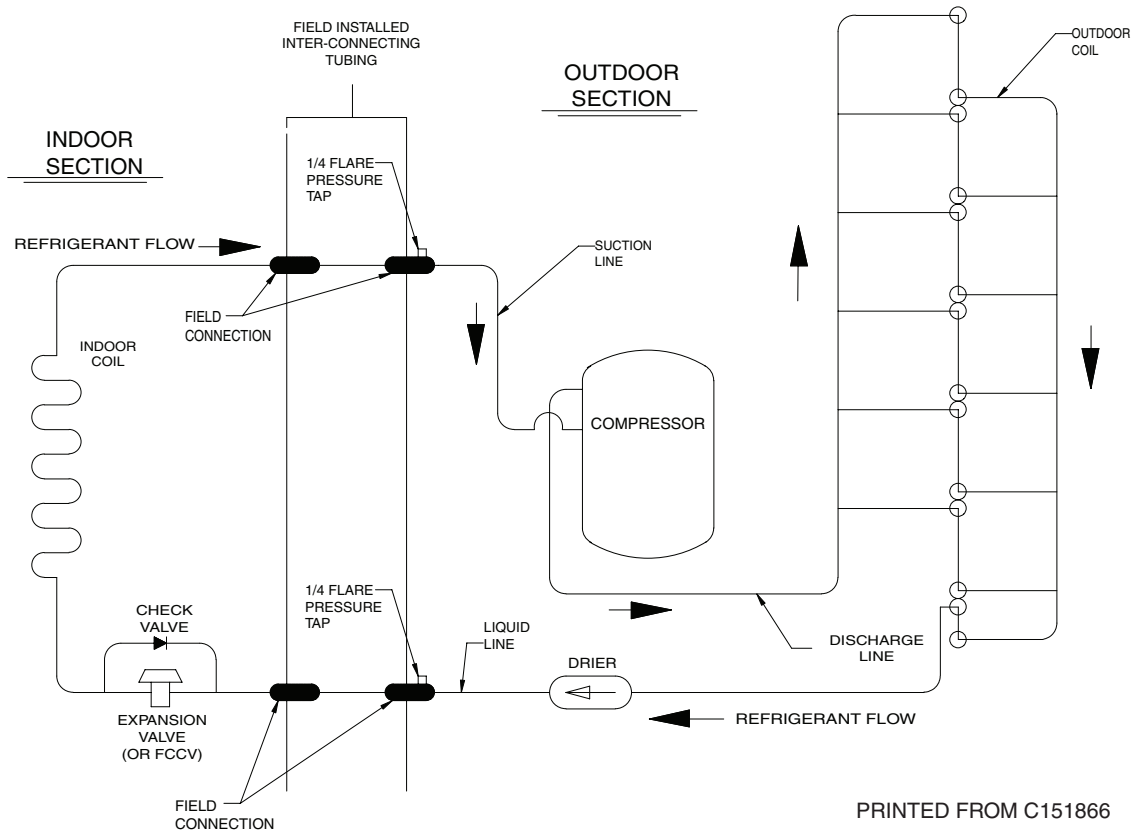 FIELD INSTALLED
INTER-CONNECTING
TUBING
OUTDOOR
SECTION
OUTDOOR
COIL
INDOOR
SECTION
1/4 FLARE
PRESSURE
TAP
REFRIGERANT FLOW
SUCTION
LINE
FIELD
CONNECTION
INDOOR
COIL
COMPRESSOR
1/4 FLARE
PRESSURE
TAP
CHECK
VALVE
LIQUID
LINE
DISCHARGE
LINE
DRIER
EXPANSION
VALVE
(OR FCCV)
REFRIGERANT FLOW
FIELD
CONNECTION
PRINTED FROM C151866